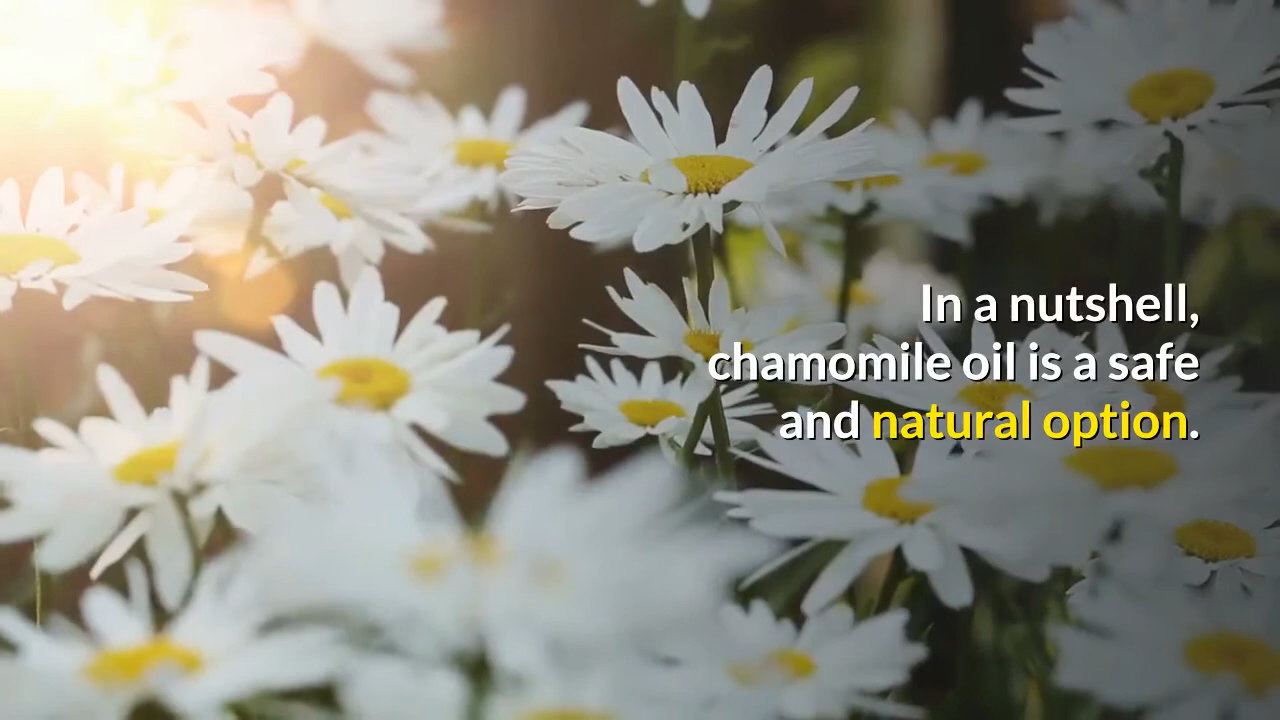 In a nutshell,
chamomile oil is a safe
and natural option.